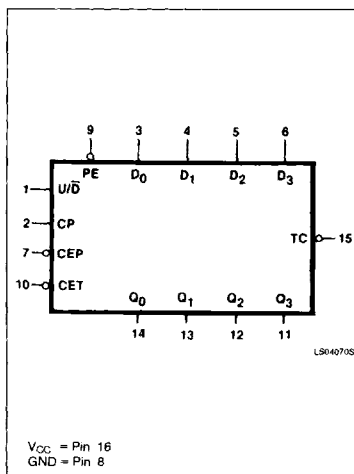 9 3 4 5 6
PE D0 D1 D2 D3
1 U/D̅
2 CP
TC 15
7 CEP
10 CET
Q0 Q1 Q2 Q3
14 13 12 11
LS04070S
VCC = Pin 16
GND = Pin 8